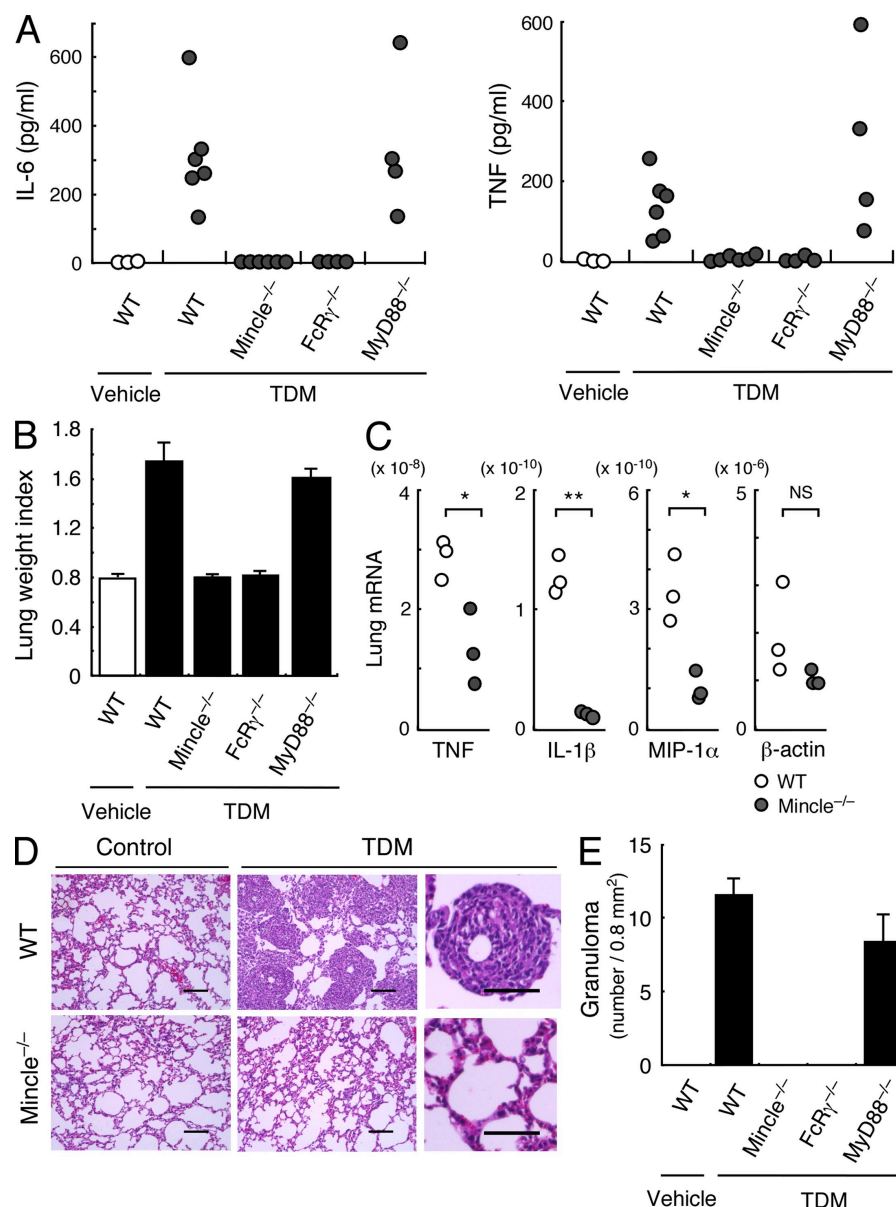 A
IL-6 (pg/ml)
600
400
200
0
WT
WT
Mincle−/−
FcRγ−/−
MyD88−/−
Vehicle
TDM
TNF (pg/ml)
600
400
200
0
WT
WT
Mincle−/−
FcRγ−/−
MyD88−/−
Vehicle
TDM
B
Lung weight index
1.8
1.6
0.8
0.4
0
WT
WT
Mincle−/−
FcRγ−/−
MyD88−/−
Vehicle
TDM
C
Lung mRNA
(x 10-8)
4
2
0
*
TNF
(x 10-10)
2
1
0
**
IL-1β
(x 10-10)
6
3
0
*
MIP-1α
(x 10-6)
5
1
0
NS
β-actin
WT
Mincle−/−
D
Control
TDM
WT
Mincle−/−
E
Granuloma
(number / 0.8 mm2)
15
10
5
0
WT
WT
Mincle−/−
FcRγ−/−
MyD88−/−
Vehicle
TDM